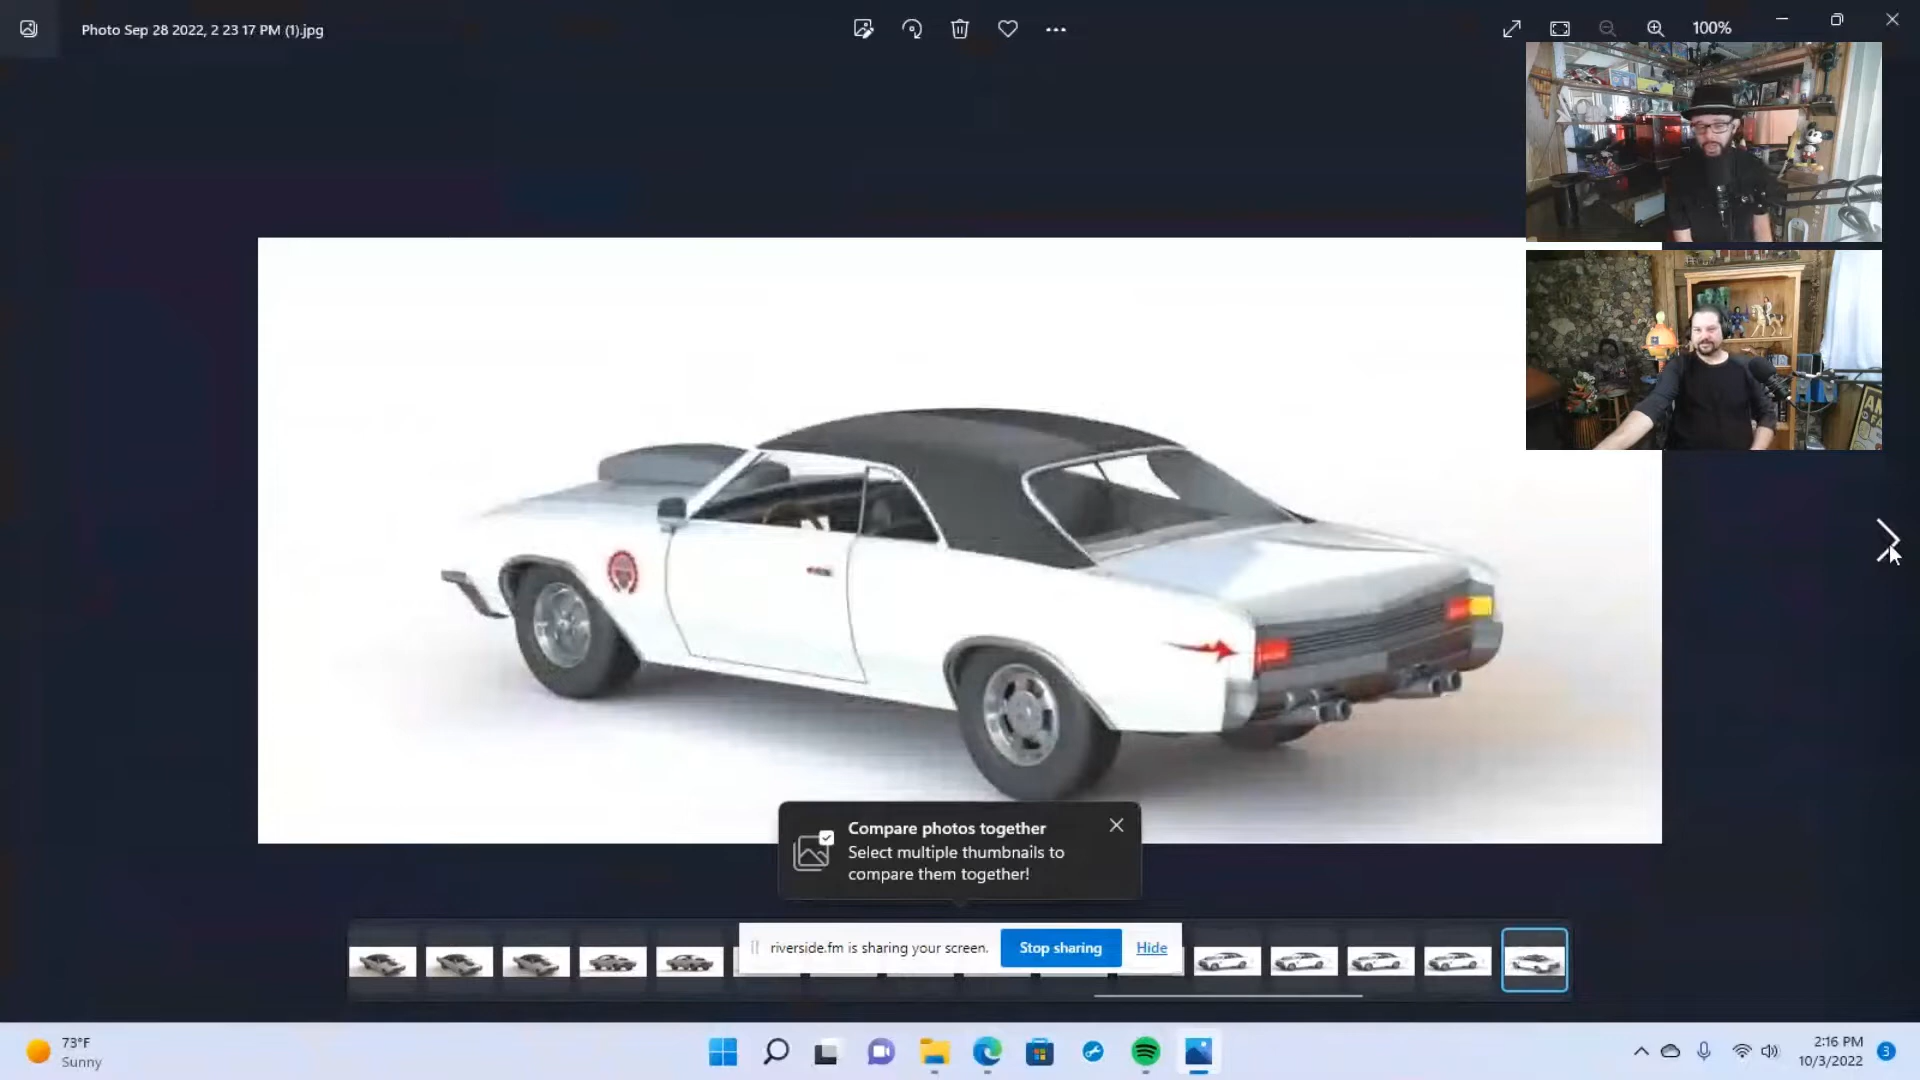 Photo Sep 28 2022, 2 23 17 PM (1).jpg
100%
Compare photos together
Select multiple thumbnails to
compare them together!
riverside.fm is sharing your screen.
Stop sharing
Hide
73°F
Sunny
2:16 PM
10/3/2022
3